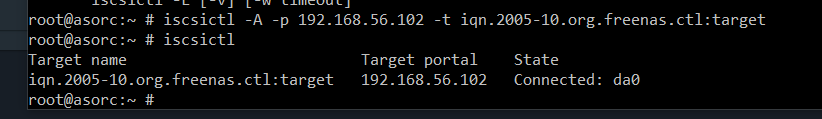 iscsictl -L [-v] [-w timeout]
root@asorc:~ # iscsictl -A -p 192.168.56.102 -t iqn.2005-10.org.freenas.ctl:target
root@asorc:~ # iscsictl
Target name Target portal State
iqn.2005-10.org.freenas.ctl:target 192.168.56.102 Connected: da0
root@asorc:~ #